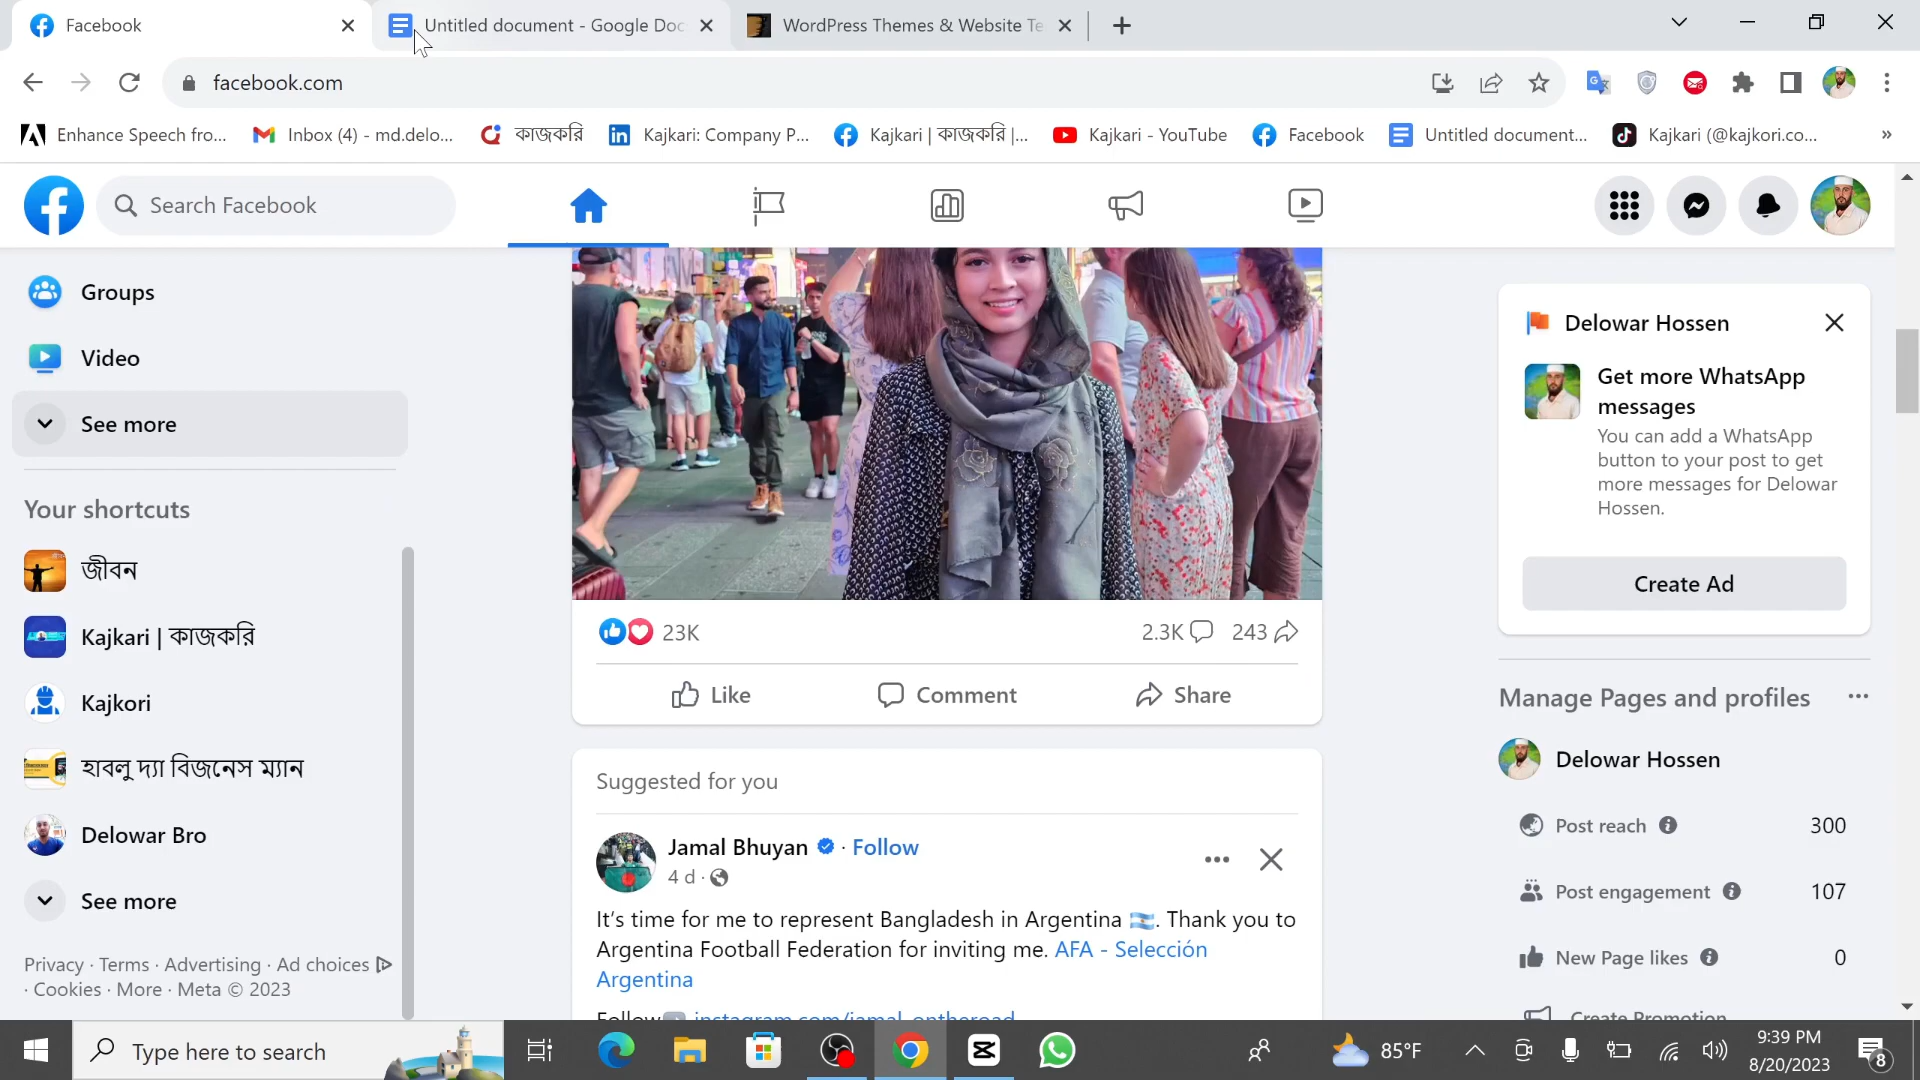 Facebook
Untitled document - Google Doc
WordPress Themes & Website Te
facebook.com
Enhance Speech fro...
Inbox (4) - md.delo...
কাজকরি
Kajkari: Company P...
Kajkari | কাজকরি |...
Kajkari - YouTube
Facebook
Untitled document...
Kajkari (@kajkori.co...
»
Search Facebook
Groups
Video
See more
Your shortcuts
জীবন
Kajkari | কাজকরি
Kajkori
হাবলু দ্যা বিজনেস ম্যান
Delowar Bro
See more
Privacy · Terms · Advertising · Ad choices
· Cookies · More · Meta © 2023
23K
2.3K
243
Like
Comment
Share
Suggested for you
Jamal Bhuyan · Follow
4 d ·
It's time for me to represent Bangladesh in Argentina 🇦🇷. Thank you to
Argentina Football Federation for inviting me. AFA - Selección
Argentina
Follow➡️ instagram.com/jamal_ontheroad
Delowar Hossen
Get more WhatsApp
messages
You can add a WhatsApp
button to your post to get
more messages for Delowar
Hossen.
Create Ad
Manage Pages and profiles
Delowar Hossen
Post reach 300
Post engagement 107
New Page likes 0
Create Promotion
Type here to search
85°F
9:39 PM
8/20/2023
8